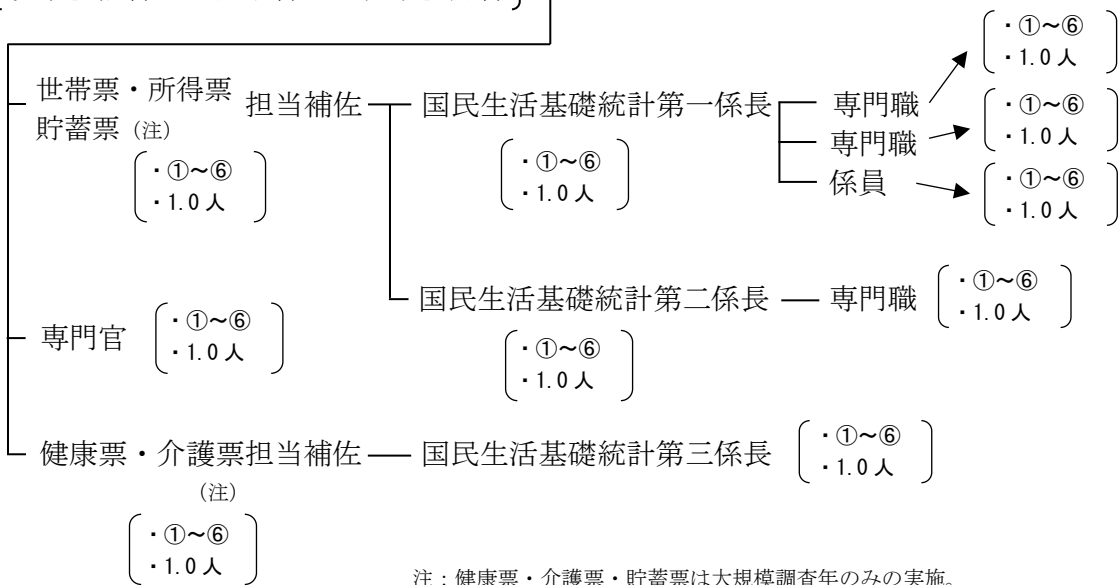 ・①～⑥
・1.0人
世帯票・所得票
貯蓄票（注）
担当補佐
国民生活基礎統計第一係長
専門職
・①～⑥
・1.0人
専門職
係員
・①～⑥
・1.0人
・①～⑥
・1.0人
・①～⑥
・1.0人
国民生活基礎統計第二係長
専門職
・①～⑥
・1.0人
専門官
・①～⑥
・1.0人
・①～⑥
・1.0人
健康票・介護票担当補佐
国民生活基礎統計第三係長
・①～⑥
・1.0人
（注）
・①～⑥
・1.0人
注：健康票・介護票・貯蓄票は大規模調査年のみの実施。